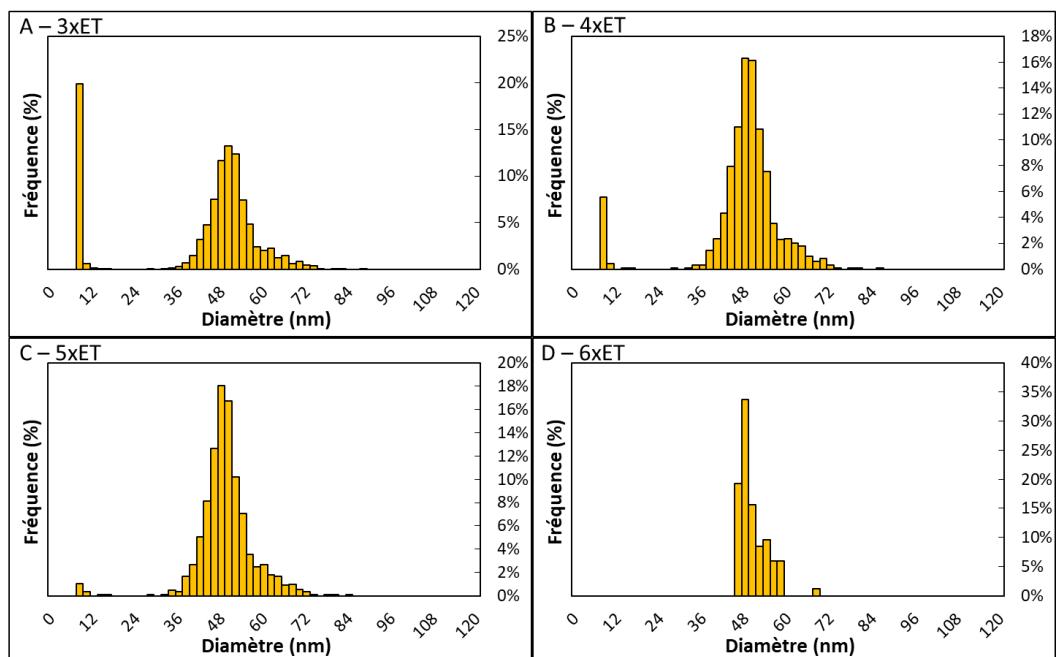 A – 3xET
25%
20%
15%
10%
5%
0%
Fréquence (%)
0 12 24 36 48 60 72 84 96 108 120
Diamètre (nm)
B – 4xET
18%
16%
14%
12%
10%
8%
6%
4%
2%
0%
Fréquence (%)
0 12 24 36 48 60 72 84 96 108 120
Diamètre (nm)
C – 5xET
20%
18%
16%
14%
12%
10%
8%
6%
4%
2%
0%
Fréquence (%)
0 12 24 36 48 60 72 84 96 108 120
Diamètre (nm)
D – 6xET
40%
35%
30%
25%
20%
15%
10%
5%
0%
Fréquence (%)
0 12 24 36 48 60 72 84 96 108 120
Diamètre (nm)